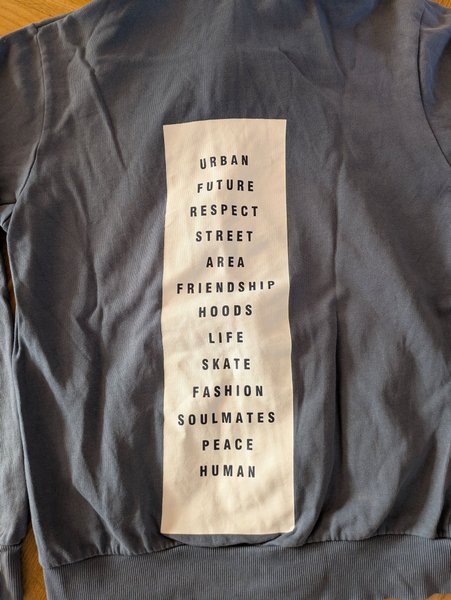 URBAN
FUTURE
RESPECT
STREET
AREA
FRIENDSHIP
HOODS
LIFE
SKATE
FASHION
SOULMATES
PEACE
HUMAN